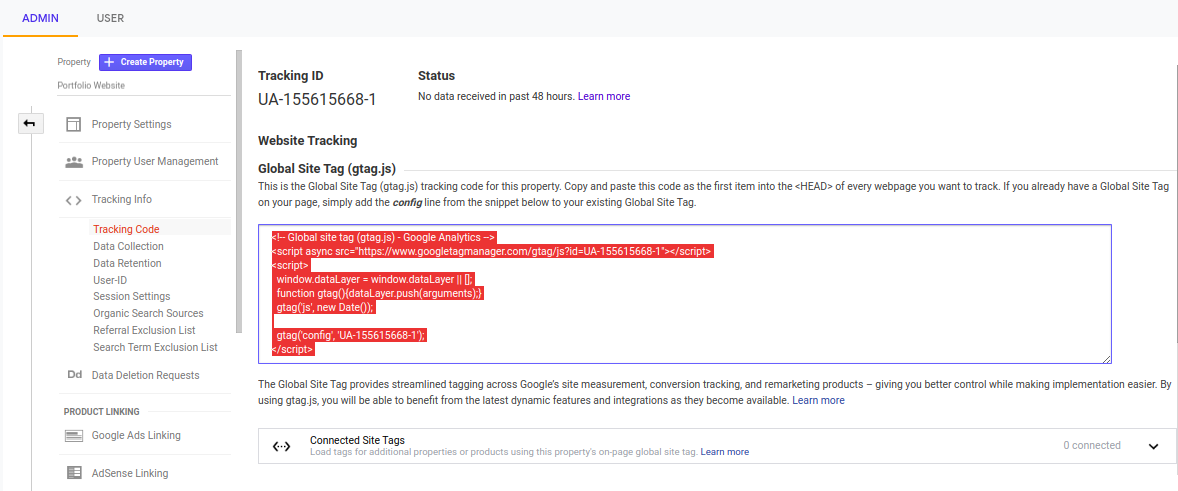 ADMIN USER
Property + Create Property
Portfolio Website
Property Settings
Property User Management
Tracking Info
Tracking Code
Data Collection
Data Retention
User-ID
Session Settings
Organic Search Sources
Referral Exclusion List
Search Term Exclusion List
Dd Data Deletion Requests
PRODUCT LINKING
Google Ads Linking
AdSense Linking
Tracking ID Status
UA-155615668-1 No data received in past 48 hours. Learn more
Website Tracking
Global Site Tag (gtag.js)
This is the Global Site Tag (gtag.js) tracking code for this property. Copy and paste this code as the first item into the <HEAD> of every webpage you want to track. If you already have a Global Site Tag
on your page, simply add the config line from the snippet below to your existing Global Site Tag.
<!-- Global site tag (gtag.js) - Google Analytics -->
<script async src="https://www.googletagmanager.com/gtag/js?id=UA-155615668-1"></script>
<script>
window.dataLayer = window.dataLayer || [];
function gtag(){dataLayer.push(arguments);}
gtag('js', new Date());
gtag('config', 'UA-155615668-1');
</script>
The Global Site Tag provides streamlined tagging across Google's site measurement, conversion tracking, and remarketing products – giving you better control while making implementation easier. By
using gtag.js, you will be able to benefit from the latest dynamic features and integrations as they become available. Learn more
Connected Site Tags
Load tags for additional properties or products using this property's on-page global site tag. Learn more
0 connected